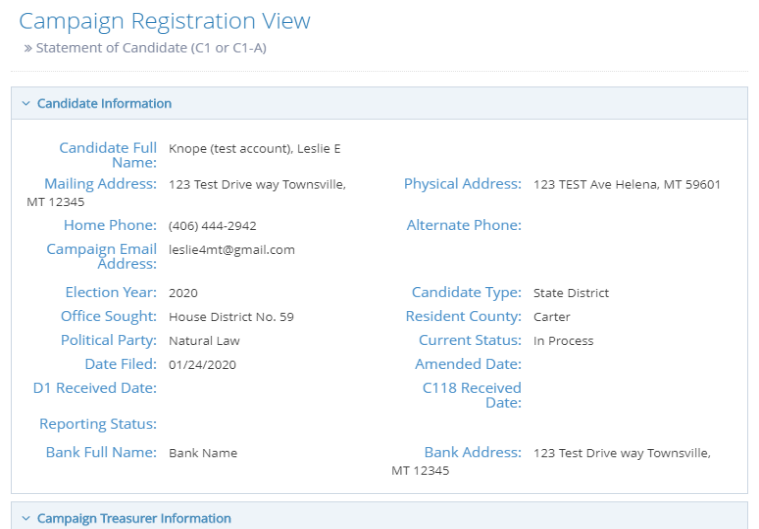 Campaign Registration View
» Statement of Candidate (C1 or C1-A)
Candidate Information
Candidate Full Name: Knope (test account), Leslie E
Mailing Address: 123 Test Drive way Townsville, MT 12345
Physical Address: 123 TEST Ave Helena, MT 59601
Home Phone: (406) 444-2942
Alternate Phone:
Campaign Email Address: leslie4mt@gmail.com
Election Year: 2020
Candidate Type: State District
Office Sought: House District No. 59
Resident County: Carter
Political Party: Natural Law
Current Status: In Process
Date Filed: 01/24/2020
Amended Date:
D1 Received Date:
C118 Received Date:
Reporting Status:
Bank Full Name: Bank Name
Bank Address: 123 Test Drive way Townsville, MT 12345
Campaign Treasurer Information